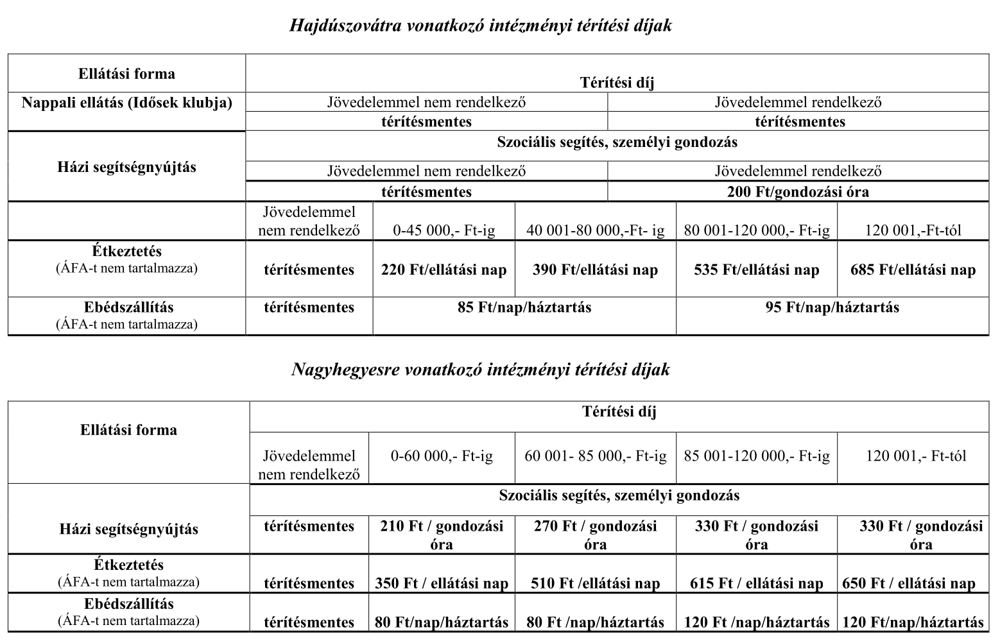 Hajdúszovátra vonatkozó intézményi térítési díjak
Ellátási forma
Térítési díj
Nappali ellátás (Idősek klubja)
Jövedelemmel nem rendelkező
Jövedelemmel rendelkező
térítésmentes
térítésmentes
Házi segítségnyújtás
Szociális segítés, személyi gondozás
Jövedelemmel nem rendelkező
Jövedelemmel rendelkező
térítésmentes
200 Ft/gondozási óra
Jövedelemmel
nem rendelkező
0-45 000,- Ft-ig
40 001-80 000,-Ft- ig
80 001-120 000,- Ft-ig
120 001,-Ft-tól
Étkeztetés
(ÁFA-t nem tartalmazza)
térítésmentes
220 Ft/ellátási nap
390 Ft/ellátási nap
535 Ft/ellátási nap
685 Ft/ellátási nap
Ebédszállítás
(ÁFA-t nem tartalmazza)
térítésmentes
85 Ft/nap/háztartás
95 Ft/nap/háztartás
Nagyhegyesre vonatkozó intézményi térítési díjak
Ellátási forma
Térítési díj
Jövedelemmel
nem rendelkező
0-60 000,- Ft-ig
60 001- 85 000,- Ft-ig
85 001-120 000,- Ft-ig
120 001,- Ft-tól
Házi segítségnyújtás
Szociális segítés, személyi gondozás
térítésmentes
210 Ft / gondozási
óra
270 Ft / gondozási
óra
330 Ft / gondozási
óra
330 Ft / gondozási
óra
Étkeztetés
(ÁFA-t nem tartalmazza)
térítésmentes
350 Ft / ellátási nap
510 Ft /ellátási nap
615 Ft / ellátási nap
650 Ft / ellátási nap
Ebédszállítás
(ÁFA-t nem tartalmazza)
térítésmentes
80 Ft/nap/háztartás
80 Ft /nap/háztartás
120 Ft /nap/háztartás
120 Ft/nap/háztartás